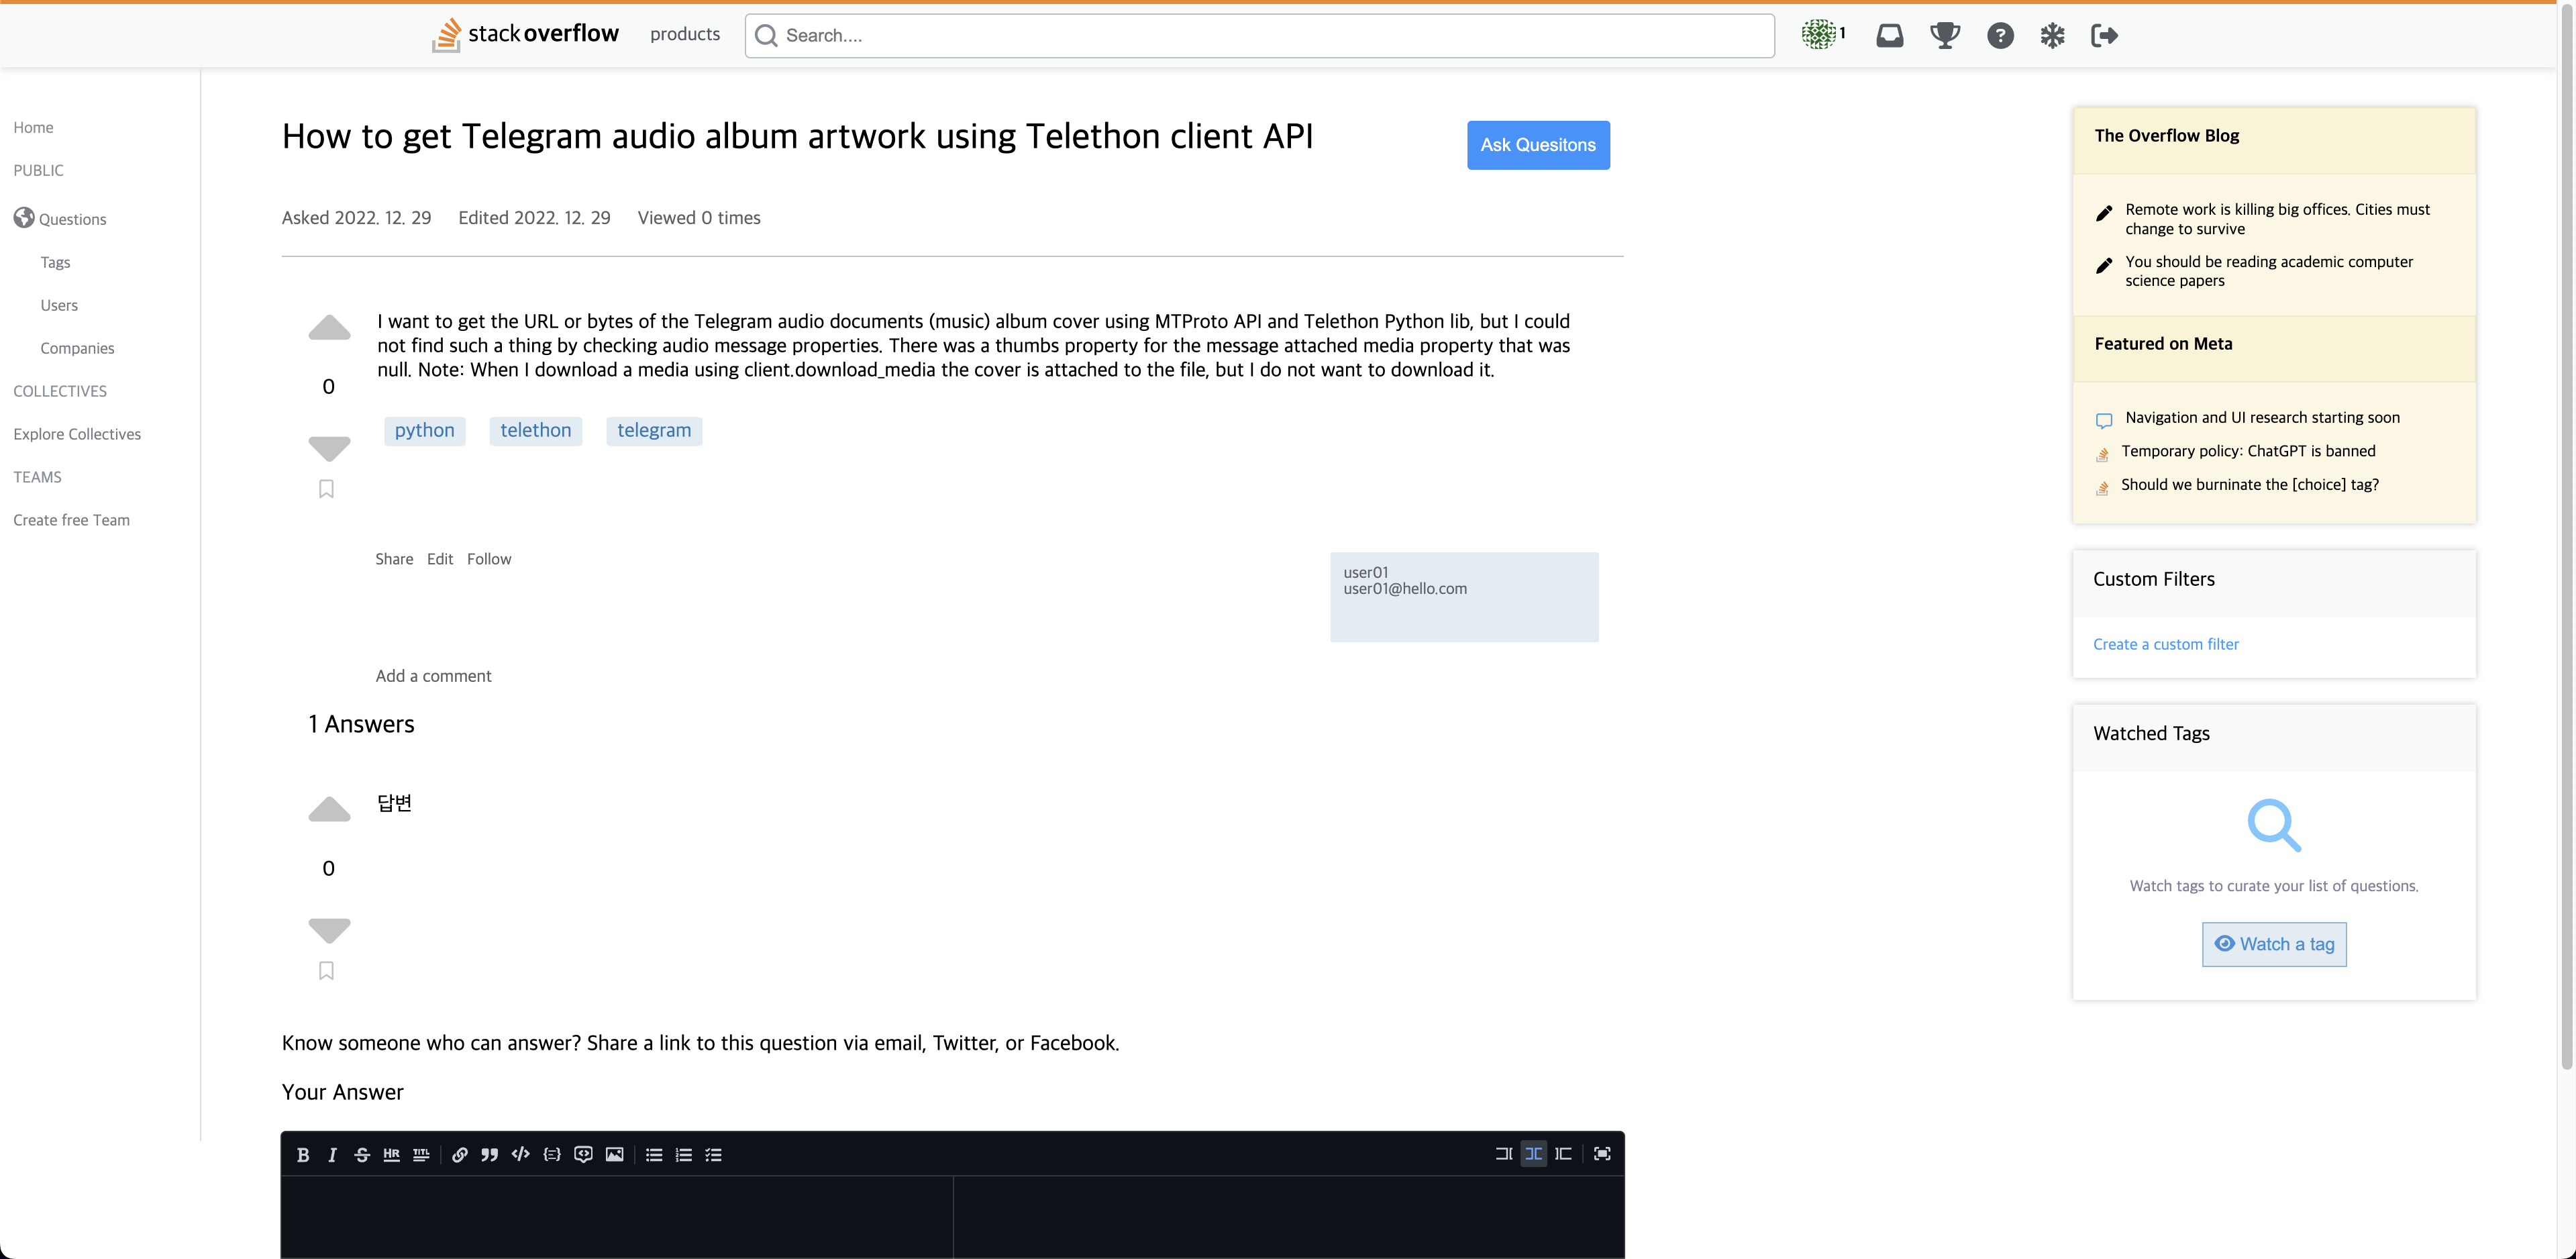 stack overflow
products
Search....
1
Home
PUBLIC
Questions
Tags
Users
Companies
COLLECTIVES
Explore Collectives
TEAMS
Create free Team
How to get Telegram audio album artwork using Telethon client API
Ask Quesitons
Asked 2022. 12. 29 Edited 2022. 12. 29 Viewed 0 times
I want to get the URL or bytes of the Telegram audio documents (music) album cover using MTProto API and Telethon Python lib, but I could
not find such a thing by checking audio message properties. There was a thumbs property for the message attached media property that was
null. Note: When I download a media using client.download_media the cover is attached to the file, but I do not want to download it.
0
python telethon telegram
Share Edit Follow
user01
user01@hello.com
Add a comment
1 Answers
답변
0
Know someone who can answer? Share a link to this question via email, Twitter, or Facebook.
Your Answer
B I S HR TITL
The Overflow Blog
Remote work is killing big offices. Cities must
change to survive
You should be reading academic computer
science papers
Featured on Meta
Navigation and UI research starting soon
Temporary policy: ChatGPT is banned
Should we burninate the [choice] tag?
Custom Filters
Create a custom filter
Watched Tags
Watch tags to curate your list of questions.
Watch a tag